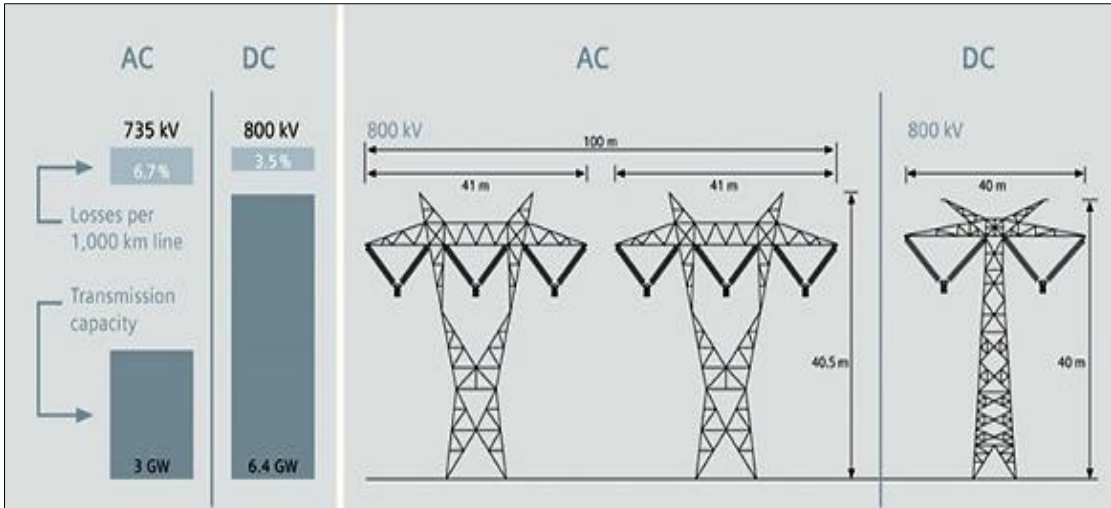 AC
DC
735 kV
800 kV
6.7%
3.5%
Losses per
1,000 km line
Transmission
capacity
3 GW
6.4 GW
AC
DC
800 kV
800 kV
100 m
41 m
41 m
40 m
40.5 m
40 m